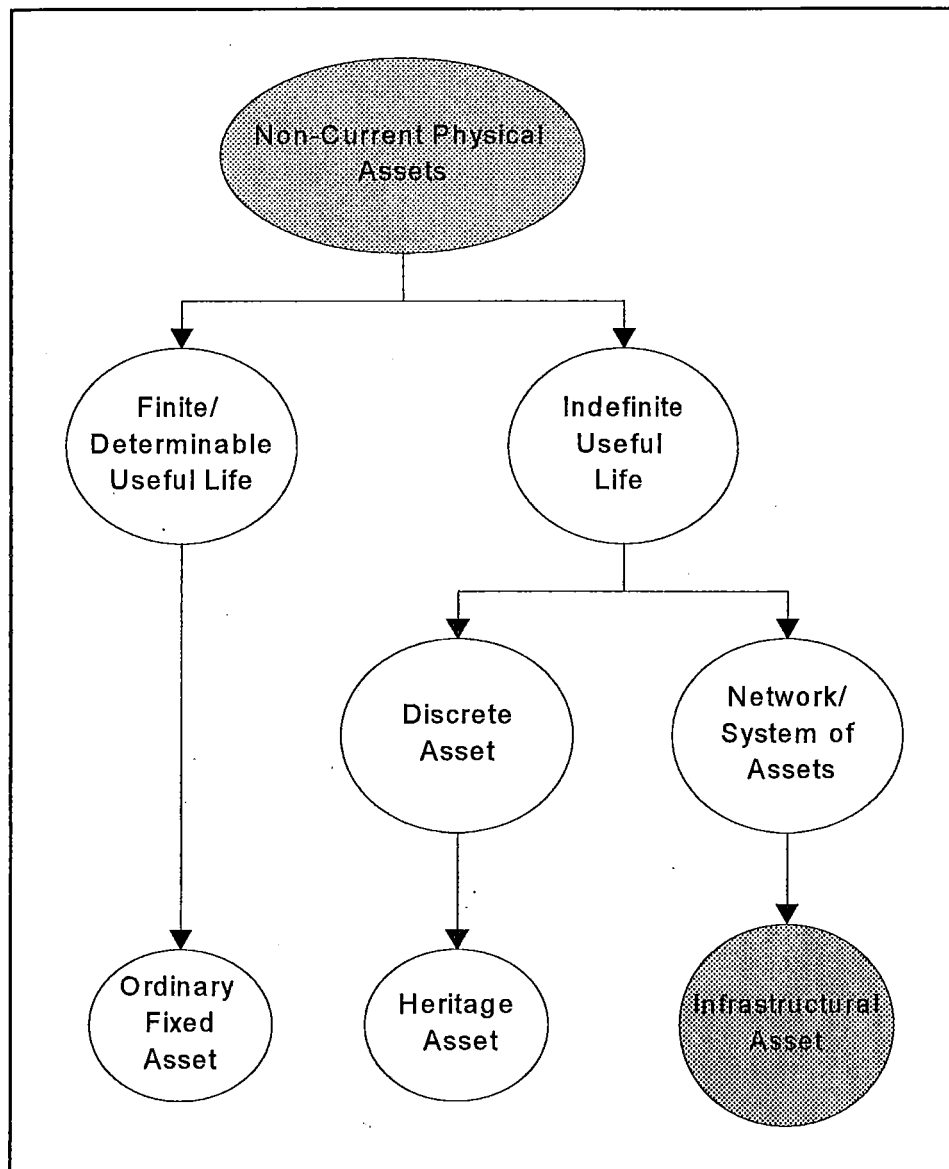 Non-Current Physical
Assets
Finite/
Determinable
Useful Life
Indefinite
Useful
Life
Discrete
Asset
Network/
System of
Assets
Ordinary
Fixed
Asset
Heritage
Asset
Infrastructural
Asset